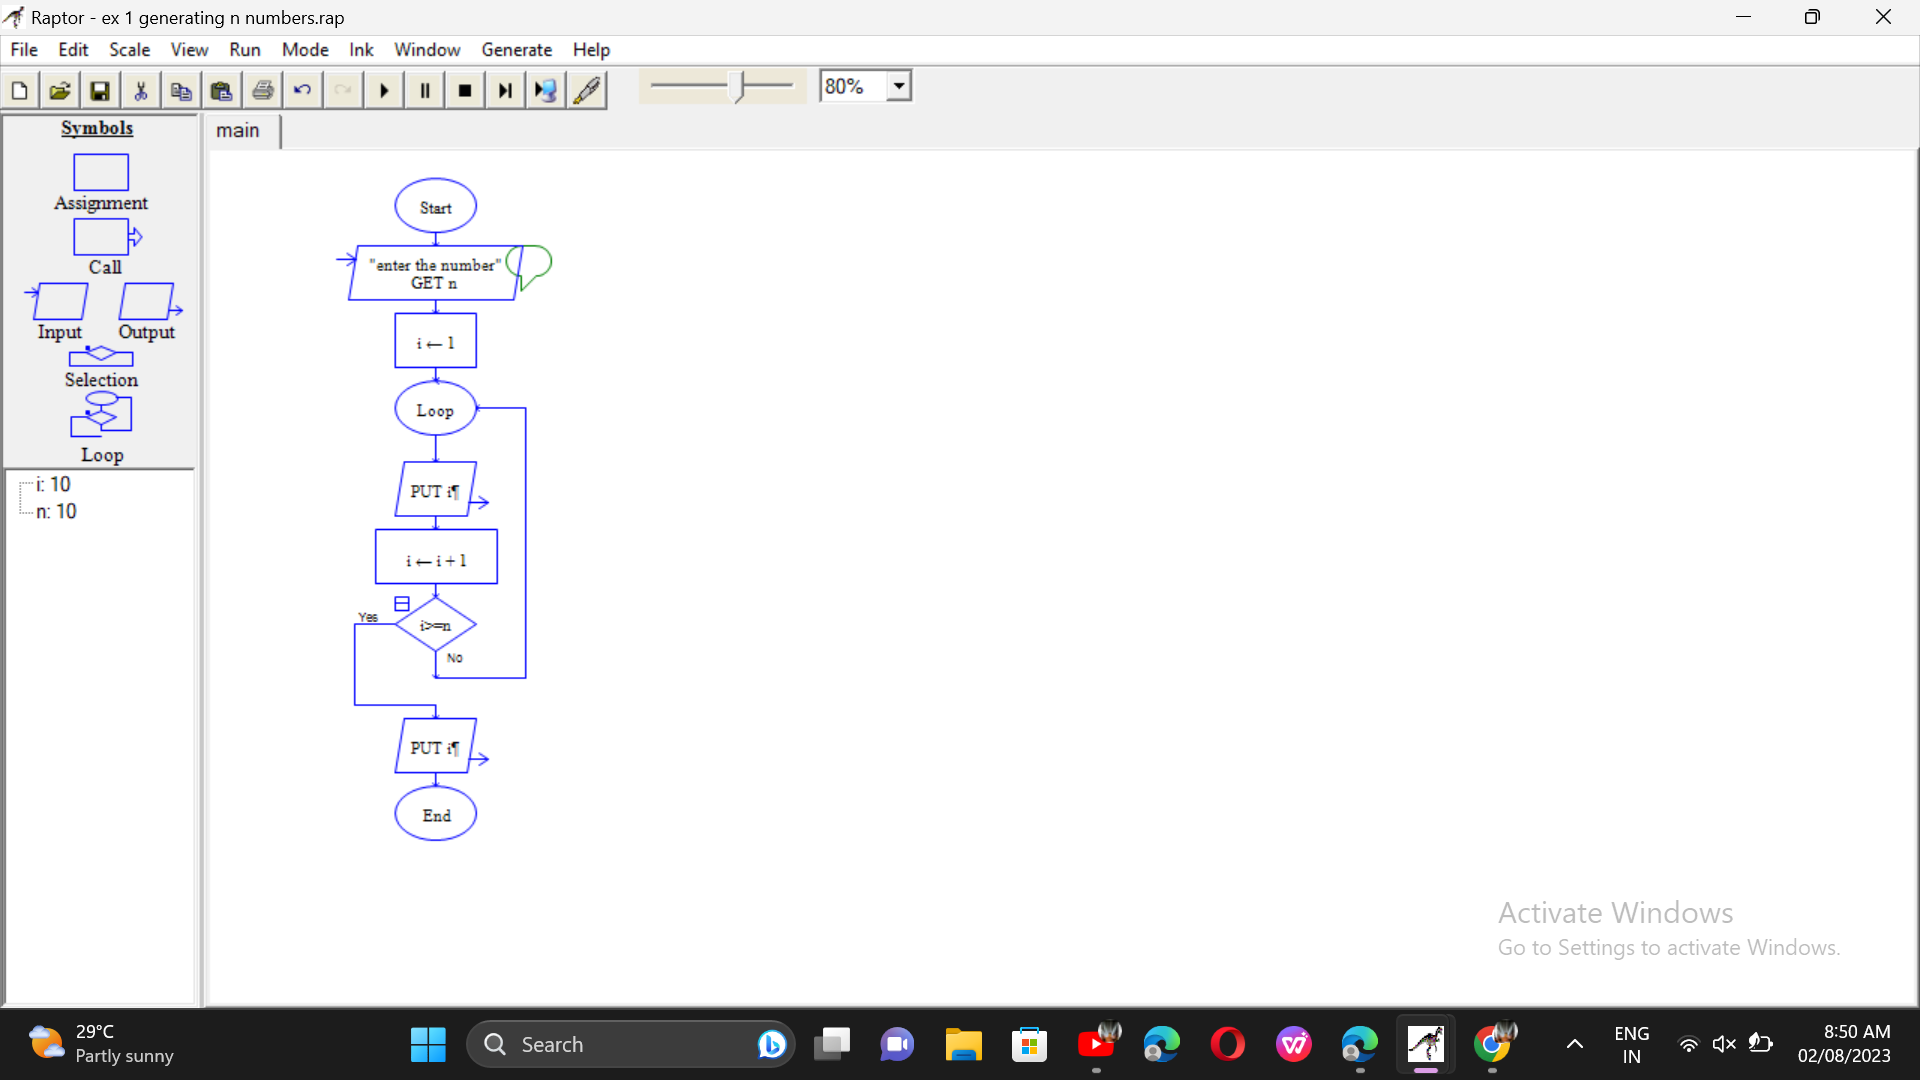 Raptor - ex 1 generating n numbers.rap
File Edit Scale View Run Mode Ink Window Generate Help
80%
Symbols
main
Assignment
Call
Input Output
Selection
Loop
i: 10
n: 10
Start
"enter the number"
GET n
i ← 1
Loop
PUT i¶
i ← i + 1
Yes
i>=n
No
PUT i¶
End
Activate Windows
Go to Settings to activate Windows.
29°C
Partly sunny
Search
ENG
IN
8:50 AM
02/08/2023